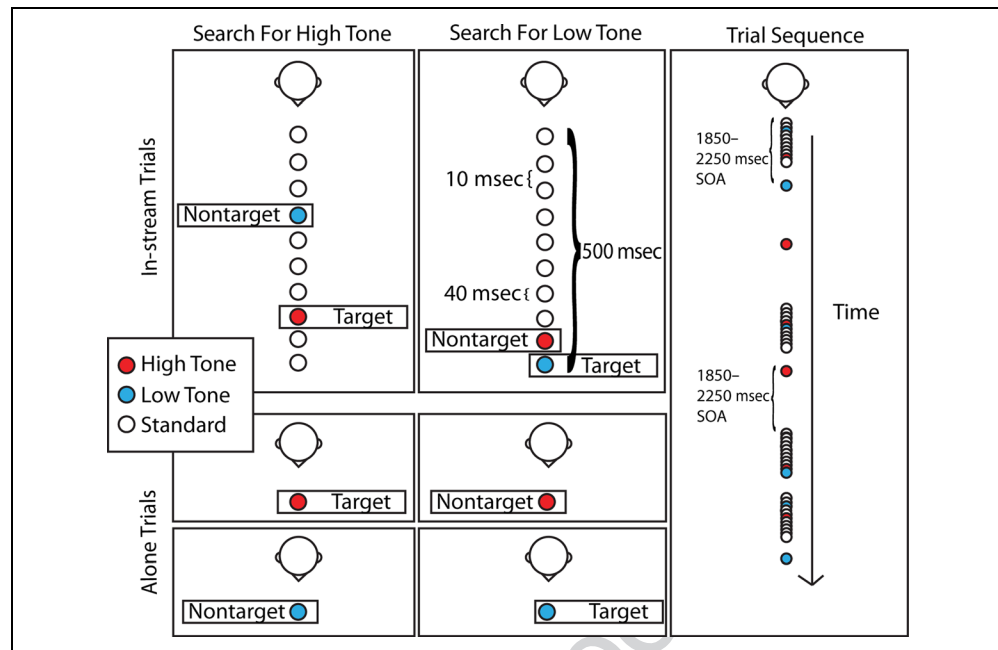 Search For High Tone
Search For Low Tone
Trial Sequence
In-stream Trials
Nontarget
Target
10 msec
40 msec
500 msec
Nontarget
Target
1850–
2250 msec
SOA
Time
1850–
2250 msec
SOA
High Tone
Low Tone
Standard
Alone Trials
Target
Nontarget
Nontarget
Target